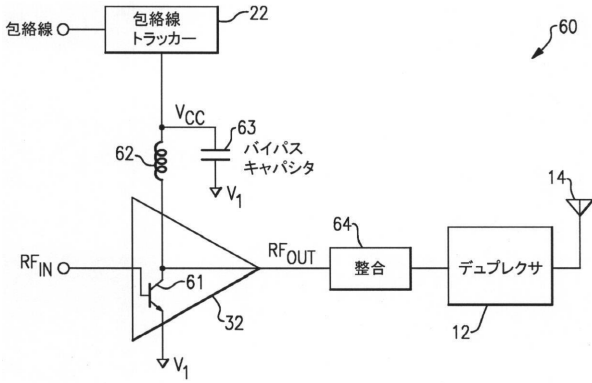 包絡線
包絡線
トラッカー
22
60
VCC
63
62
バイパス
キャパシタ
V1
14
64
RFIN
RFOUT
整合
デュプレクサ
61
32
12
V1